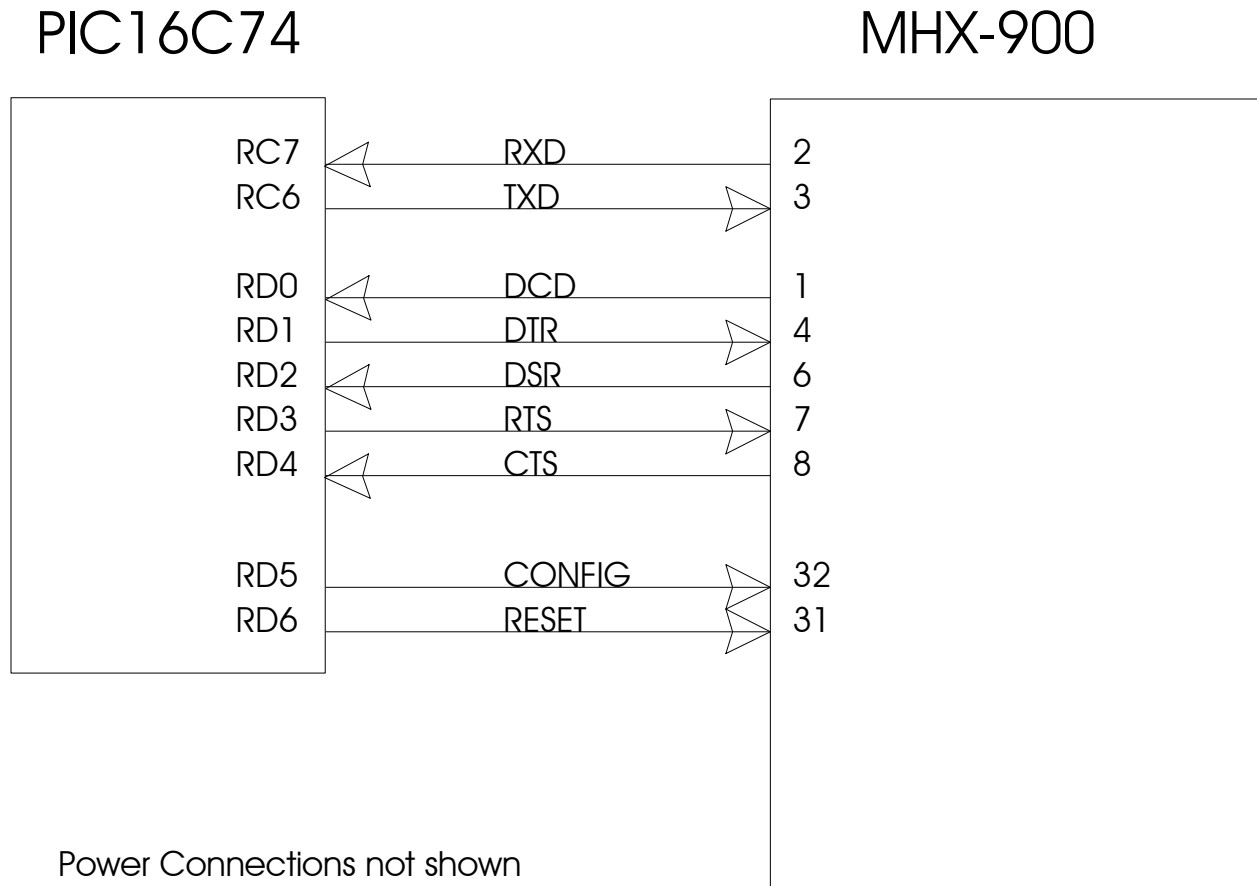 PIC16C74 MHX-900
RC7 RXD 2
RC6 TXD 3
RD0 DCD 1
RD1 DTR 4
RD2 DSR 6
RD3 RTS 7
RD4 CTS 8
RD5 CONFIG 32
RD6 RESET 31
Power Connections not shown